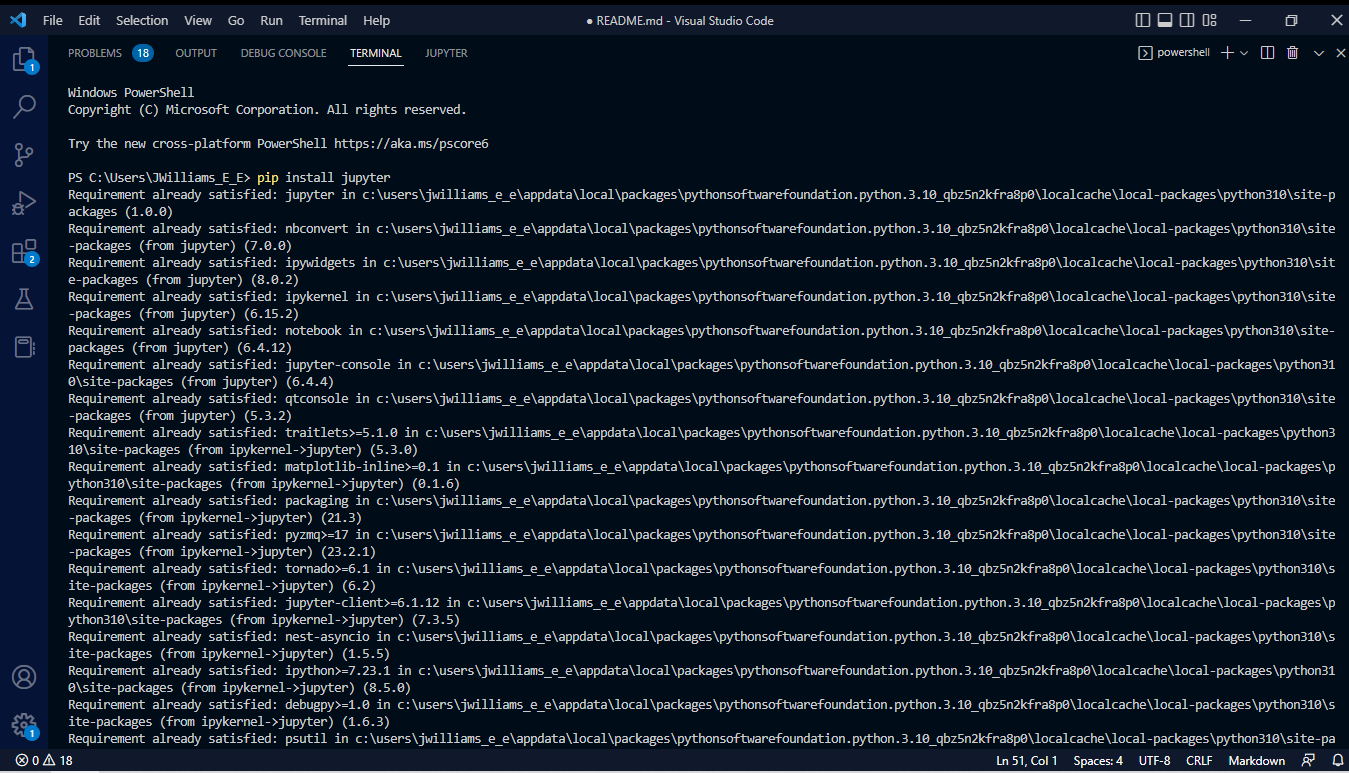 File Edit Selection View Go Run Terminal Help ● README.md - Visual Studio Code
PROBLEMS 18 OUTPUT DEBUG CONSOLE TERMINAL JUPYTER powershell
1
2
1
Windows PowerShell
Copyright (C) Microsoft Corporation. All rights reserved.
Try the new cross-platform PowerShell https://aka.ms/pscore6
PS C:\Users\JWilliams_E_E> pip install jupyter
Requirement already satisfied: jupyter in c:\users\jwilliams_e_e\appdata\local\packages\pythonsoftwarefoundation.python.3.10_qbz5n2kfra8p0\localcache\local-packages\python310\site-p
ackages (1.0.0)
Requirement already satisfied: nbconvert in c:\users\jwilliams_e_e\appdata\local\packages\pythonsoftwarefoundation.python.3.10_qbz5n2kfra8p0\localcache\local-packages\python310\site
-packages (from jupyter) (7.0.0)
Requirement already satisfied: ipywidgets in c:\users\jwilliams_e_e\appdata\local\packages\pythonsoftwarefoundation.python.3.10_qbz5n2kfra8p0\localcache\local-packages\python310\sit
e-packages (from jupyter) (8.0.2)
Requirement already satisfied: ipykernel in c:\users\jwilliams_e_e\appdata\local\packages\pythonsoftwarefoundation.python.3.10_qbz5n2kfra8p0\localcache\local-packages\python310\site
-packages (from jupyter) (6.15.2)
Requirement already satisfied: notebook in c:\users\jwilliams_e_e\appdata\local\packages\pythonsoftwarefoundation.python.3.10_qbz5n2kfra8p0\localcache\local-packages\python310\site-
packages (from jupyter) (6.4.12)
Requirement already satisfied: jupyter-console in c:\users\jwilliams_e_e\appdata\local\packages\pythonsoftwarefoundation.python.3.10_qbz5n2kfra8p0\localcache\local-packages\python31
0\site-packages (from jupyter) (6.4.4)
Requirement already satisfied: qtconsole in c:\users\jwilliams_e_e\appdata\local\packages\pythonsoftwarefoundation.python.3.10_qbz5n2kfra8p0\localcache\local-packages\python310\site
-packages (from jupyter) (5.3.2)
Requirement already satisfied: traitlets>=5.1.0 in c:\users\jwilliams_e_e\appdata\local\packages\pythonsoftwarefoundation.python.3.10_qbz5n2kfra8p0\localcache\local-packages\python3
10\site-packages (from ipykernel->jupyter) (5.3.0)
Requirement already satisfied: matplotlib-inline>=0.1 in c:\users\jwilliams_e_e\appdata\local\packages\pythonsoftwarefoundation.python.3.10_qbz5n2kfra8p0\localcache\local-packages\p
ython310\site-packages (from ipykernel->jupyter) (0.1.6)
Requirement already satisfied: packaging in c:\users\jwilliams_e_e\appdata\local\packages\pythonsoftwarefoundation.python.3.10_qbz5n2kfra8p0\localcache\local-packages\python310\site
-packages (from ipykernel->jupyter) (21.3)
Requirement already satisfied: pyzmq>=17 in c:\users\jwilliams_e_e\appdata\local\packages\pythonsoftwarefoundation.python.3.10_qbz5n2kfra8p0\localcache\local-packages\python310\site
-packages (from ipykernel->jupyter) (23.2.1)
Requirement already satisfied: tornado>=6.1 in c:\users\jwilliams_e_e\appdata\local\packages\pythonsoftwarefoundation.python.3.10_qbz5n2kfra8p0\localcache\local-packages\python310\s
ite-packages (from ipykernel->jupyter) (6.2)
Requirement already satisfied: jupyter-client>=6.1.12 in c:\users\jwilliams_e_e\appdata\local\packages\pythonsoftwarefoundation.python.3.10_qbz5n2kfra8p0\localcache\local-packages\p
ython310\site-packages (from ipykernel->jupyter) (7.3.5)
Requirement already satisfied: nest-asyncio in c:\users\jwilliams_e_e\appdata\local\packages\pythonsoftwarefoundation.python.3.10_qbz5n2kfra8p0\localcache\local-packages\python310\s
ite-packages (from ipykernel->jupyter) (1.5.5)
Requirement already satisfied: ipython>=7.23.1 in c:\users\jwilliams_e_e\appdata\local\packages\pythonsoftwarefoundation.python.3.10_qbz5n2kfra8p0\localcache\local-packages\python31
0\site-packages (from ipykernel->jupyter) (8.5.0)
Requirement already satisfied: debugpy>=1.0 in c:\users\jwilliams_e_e\appdata\local\packages\pythonsoftwarefoundation.python.3.10_qbz5n2kfra8p0\localcache\local-packages\python310\s
ite-packages (from ipykernel->jupyter) (1.6.3)
Requirement already satisfied: psutil in c:\users\jwilliams_e_e\appdata\local\packages\pythonsoftwarefoundation.python.3.10_qbz5n2kfra8p0\localcache\local-packages\python310\site-pa
0 18 Ln 51, Col 1 Spaces: 4 UTF-8 CRLF Markdown